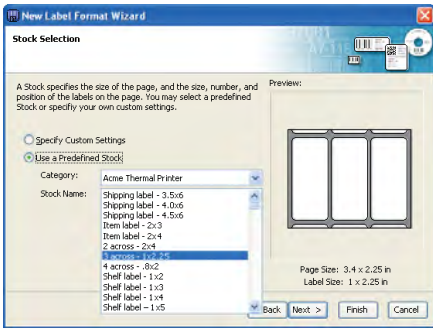 New Label Format Wizard
Stock Selection
A Stock specifies the size of the page, and the size, number, and
position of the labels on the page. You may select a predefined
Stock or specifiy your own custom settings.
Specify Custom Settings
Use a Predefined Stock
Category:
Acme Thermal Printer
Stock Name:
Shipping label - 3.5x6
Shipping label - 4.0x6
Shipping label - 4.5x6
Item label - 2x3
Item label - 2x4
2 across - 2x4
3 across - 1x2.25
4 across - .8x2
Shelf label - 1x2
Shelf label - 1x3
Shelf label - 1x4
Shelf label – 1x5
Preview:
Page Size: 3.4 x 2.25 in
Label Size: 1 x 2.25 in
Back
Next >
Finish
Cancel